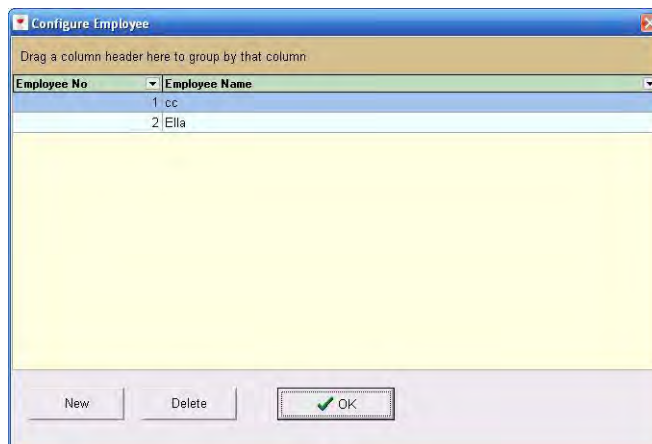 Configure Employee
Drag a column header here to group by that column
Employee No Employee Name
1 cc
2 Ella
New Delete OK